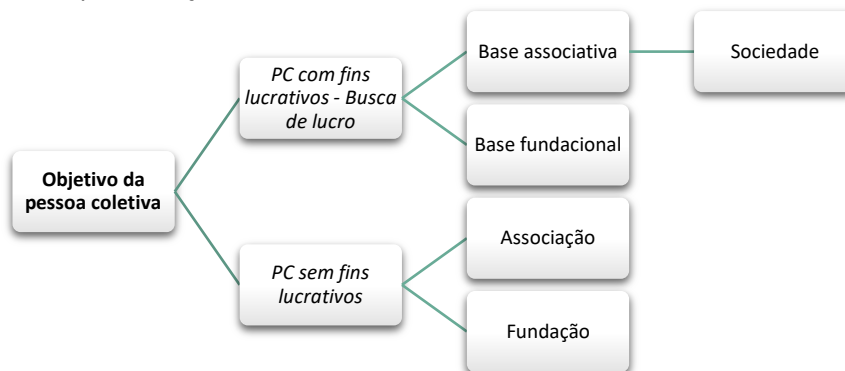 Objetivo da
pessoa coletiva
PC com fins
lucrativos - Busca
de lucro
Base associativa
Sociedade
Base fundacional
PC sem fins
lucrativos
Associação
Fundação